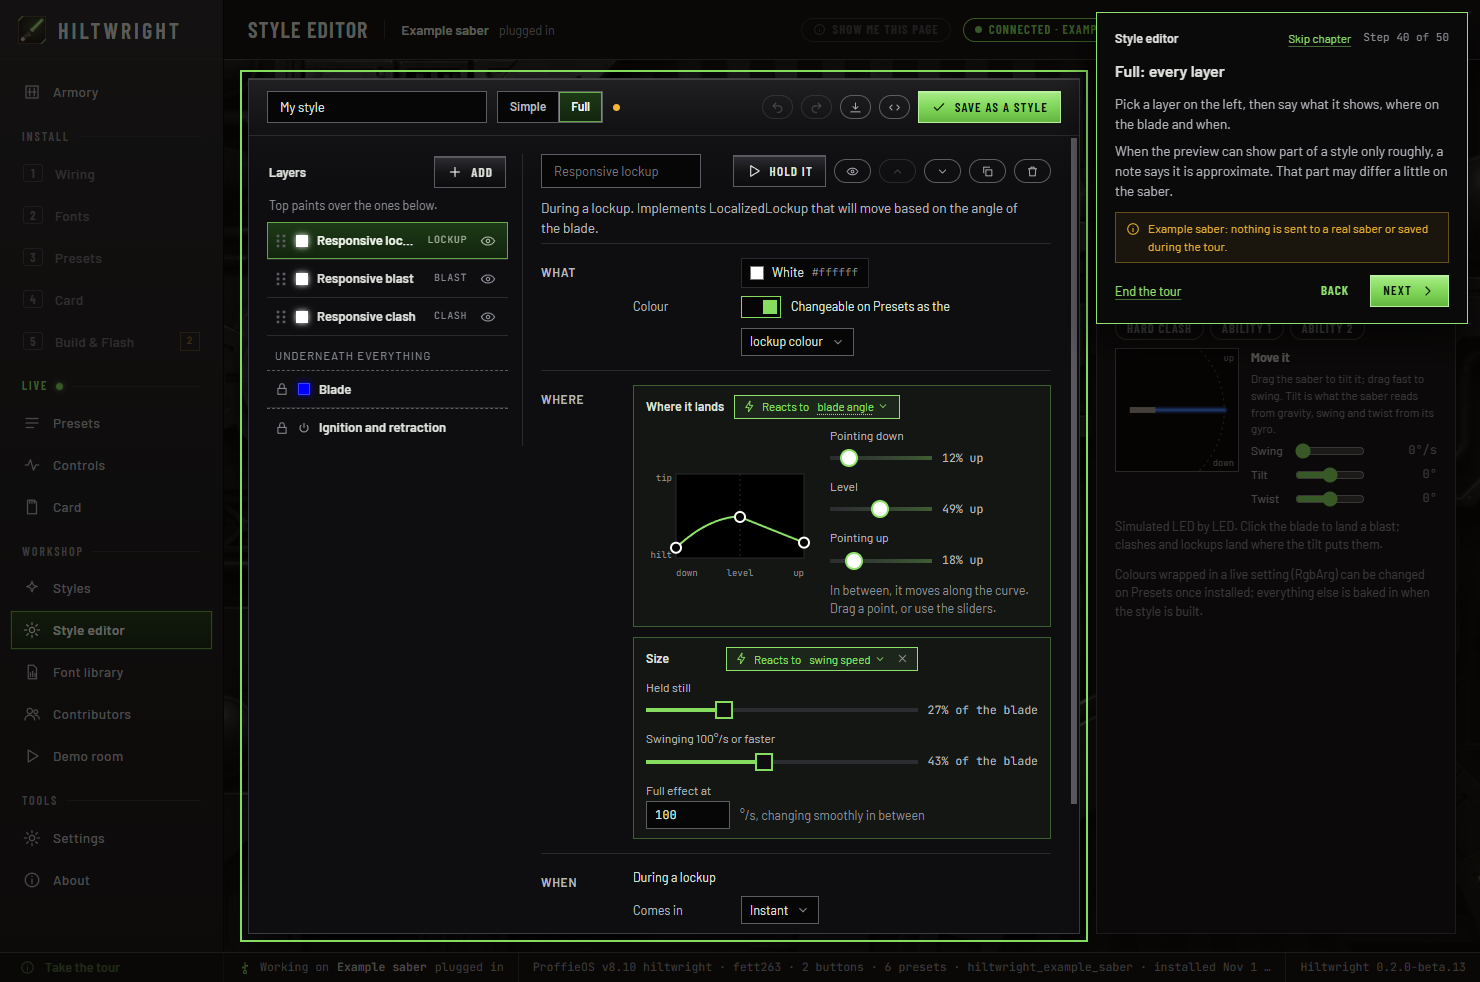 HILTWRIGHT
Armory
INSTALL
1 Wiring
2 Fonts
3 Presets
4 Card
5 Build & Flash 2
LIVE
Presets
Controls
Card
WORKSHOP
Styles
Style editor
Font library
Contributors
Demo room
TOOLS
Settings
About
Take the tour
STYLE EDITOR
Example saber plugged in
SHOW ME THIS PAGE
CONNECTED · EXAMP
My style
Simple Full
SAVE AS A STYLE
Layers
ADD
Top paints over the ones below.
Responsive loc... LOCKUP
Responsive blast BLAST
Responsive clash CLASH
UNDERNEATH EVERYTHING
Blade
Ignition and retraction
Responsive lockup
HOLD IT
During a lockup. Implements LocalizedLockup that will move based on the angle of
the blade.
WHAT
White #ffffff
Colour
Changeable on Presets as the
lockup colour
WHERE
Where it lands
Reacts to blade angle
Pointing down
12% up
Level
49% up
Pointing up
18% up
tip
hilt
down level up
In between, it moves along the curve.
Drag a point, or use the sliders.
Size
Reacts to swing speed
Held still
27% of the blade
Swinging 100°/s or faster
43% of the blade
Full effect at
100 °/s, changing smoothly in between
WHEN
During a lockup
Comes in
Instant
Style editor
Skip chapter Step 40 of 50
Full: every layer
Pick a layer on the left, then say what it shows, where on
the blade and when.
When the preview can show part of a style only roughly, a
note says it is approximate. That part may differ a little on
the saber.
Example saber: nothing is sent to a real saber or saved
during the tour.
End the tour
BACK
NEXT
HARD CLASH ABILITY 1 ABILITY 2
up
down
Move it
Drag the saber to tilt it; drag fast to
swing. Tilt is what the saber reads
from gravity, swing and twist from its
gyro.
Swing 0°/s
Tilt 0°
Twist 0°
Simulated LED by LED. Click the blade to land a blast;
clashes and lockups land where the tilt puts them.
Colours wrapped in a live setting (RgbArg) can be changed
on Presets once installed; everything else is baked in when
the style is built.
Working on Example saber plugged in
ProffieOS v8.10 hiltwright · fett263 · 2 buttons · 6 presets · hiltwright_example_saber · installed Nov 1 …
Hiltwright 0.2.0-beta.13